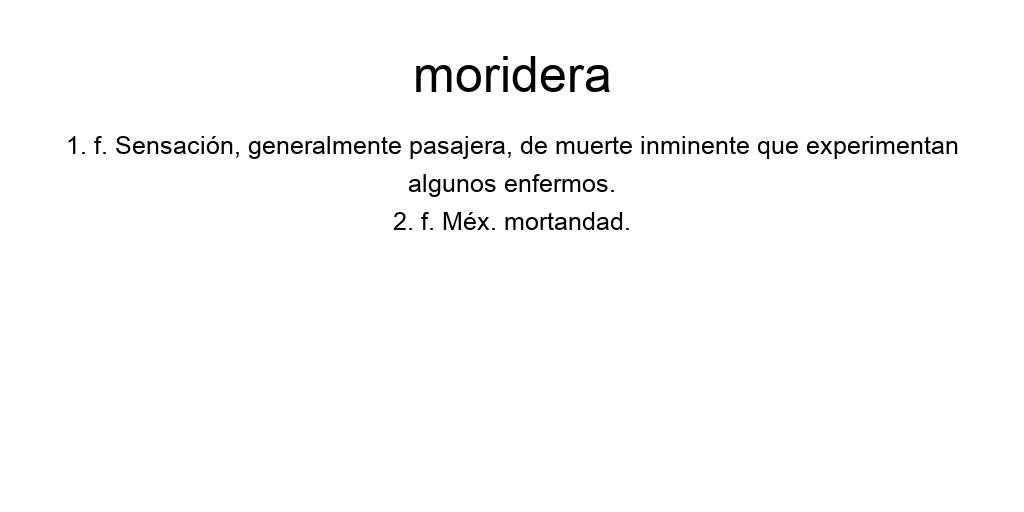 moridera
1. f. Sensación, generalmente pasajera, de muerte inminente que experimentan
algunos enfermos.
2. f. Méx. mortandad.